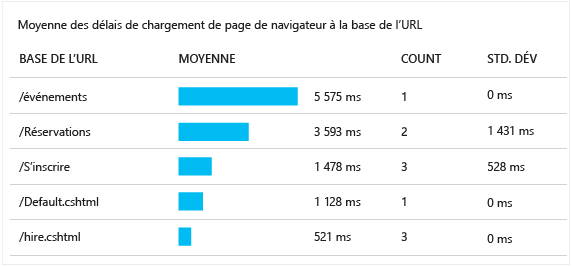 Moyenne des délais de chargement de page de navigateur à la base de l'URL
BASE DE L'URL MOYENNE COUNT STD. DÉV
/événements 5 575 ms 1 0 ms
/Réservations 3 593 ms 2 1 431 ms
/S'inscrire 1 478 ms 3 528 ms
/Default.cshtml 1 128 ms 1 0 ms
/hire.cshtml 521 ms 3 0 ms